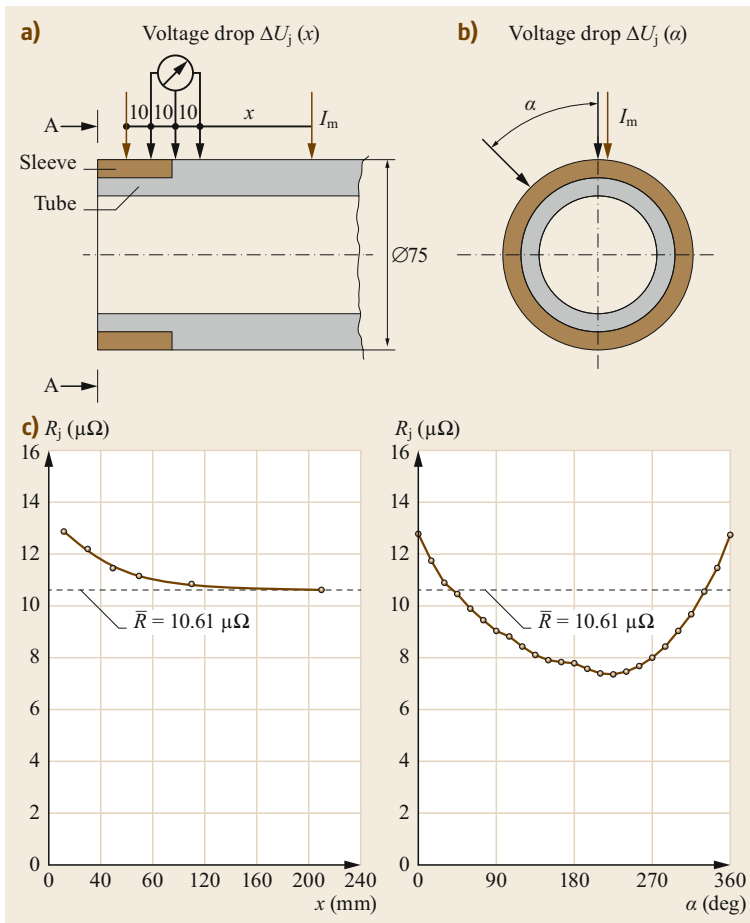 a) Voltage drop ΔUj (x)
b) Voltage drop ΔUj (α)
10 10 10 x
Im
A
Sleeve
Tube
Ø75
A
α
Im
c) Rj (μΩ)
16
14
12
10
8
6
4
2
0
R̄ = 10.61 μΩ
0 40 60 120 160 200 240
x (mm)
Rj (μΩ)
16
14
12
10
8
6
4
2
0
R̄ = 10.61 μΩ
0 90 180 270 360
α (deg)